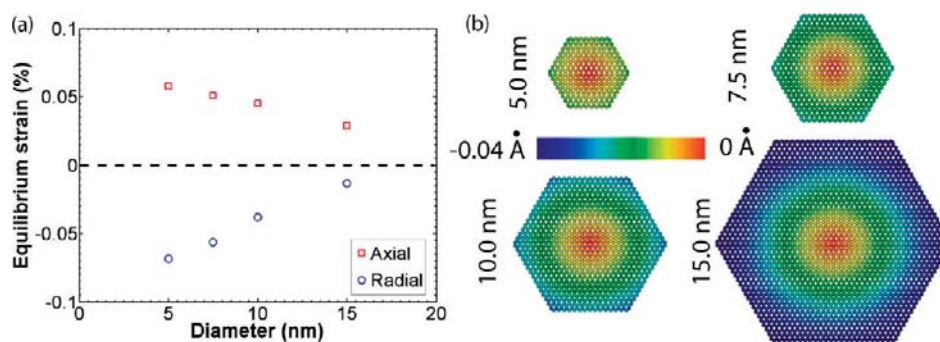 (a)
0.1
0.05
0
-0.05
-0.1
Equilibrium strain (%)
0
5
10
15
20
Diameter (nm)
Axial
Radial
(b)
5.0 nm
7.5 nm
-0.04 Å
0 Å
10.0 nm
15.0 nm